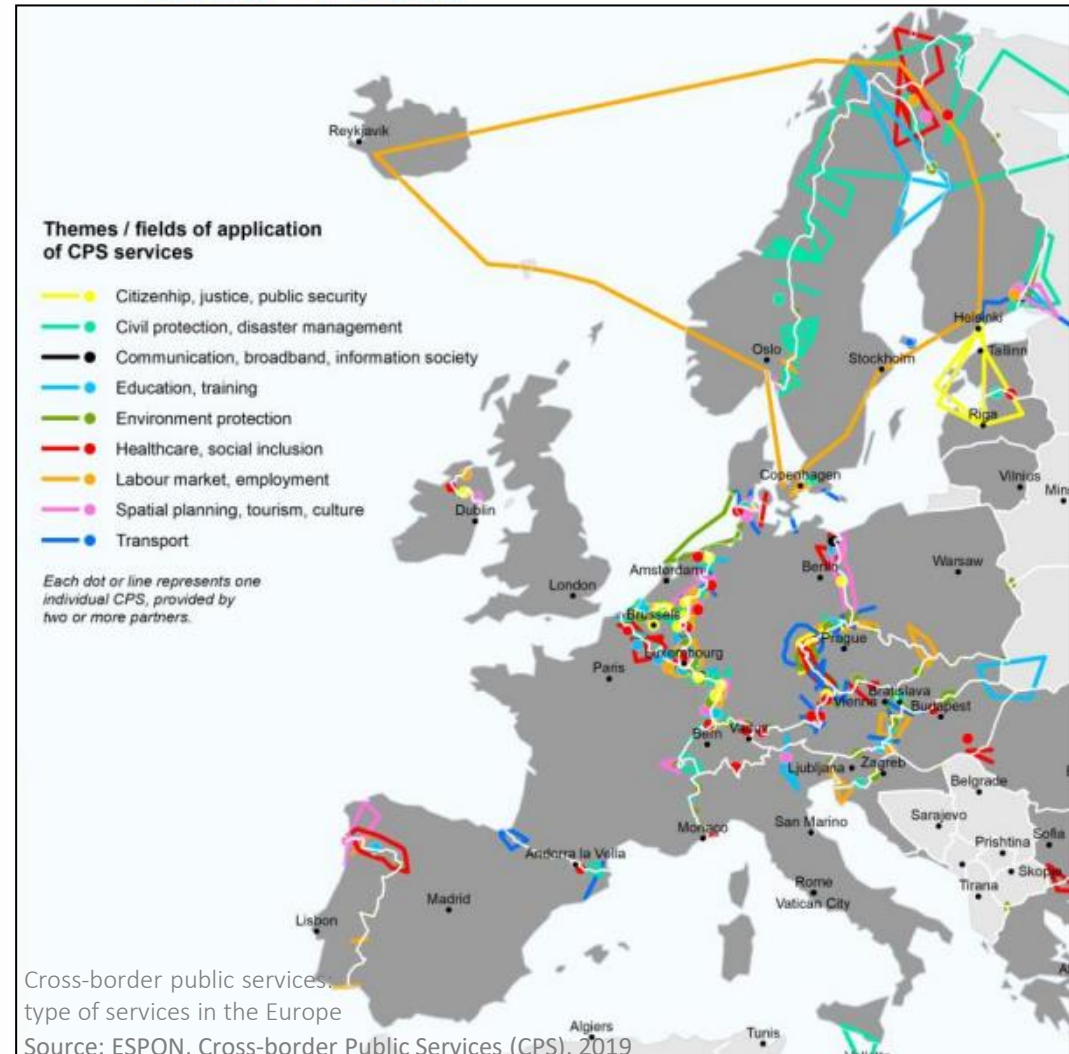 Reykjavik
Themes / fields of application
of CPS services
Citizenhip, justice, public security
Civil protection, disaster management
Communication, broadband, information society
Education, training
Environment protection
Healthcare, social inclusion
Labour market, employment
Spatial planning, tourism, culture
Transport
Each dot or line represents one
individual CPS, provided by
two or more partners.
Helsinki
Oslo
Stockholm
Tallinn
Riga
Copenhagen
Vilnius
Dublin
Amsterdam
Berlin
Warsaw
London
Brussels
Prague
Paris
Luxembourg
Vienna
Bratislava
Budapest
Bern
Vaduz
Ljubljana
Zagreb
Belgrade
Monaco
San Marino
Sarajevo
Prishtina
Sofia
Andorra la Vella
Skopje
Rome
Vatican City
Tirana
Madrid
Lisbon
Cross-border public services:
type of services in the Europe
Source: ESPON, Cross-border Public Services (CPS), 2019
Algiers
Tunis